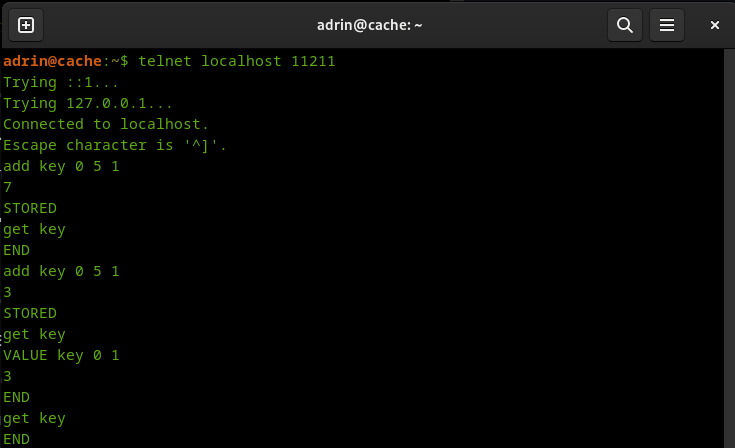 adrin@cache: ~
adrin@cache:~$ telnet localhost 11211
Trying ::1...
Trying 127.0.0.1...
Connected to localhost.
Escape character is '^]'.
add key 0 5 1
7
STORED
get key
END
add key 0 5 1
3
STORED
get key
VALUE key 0 1
3
END
get key
END